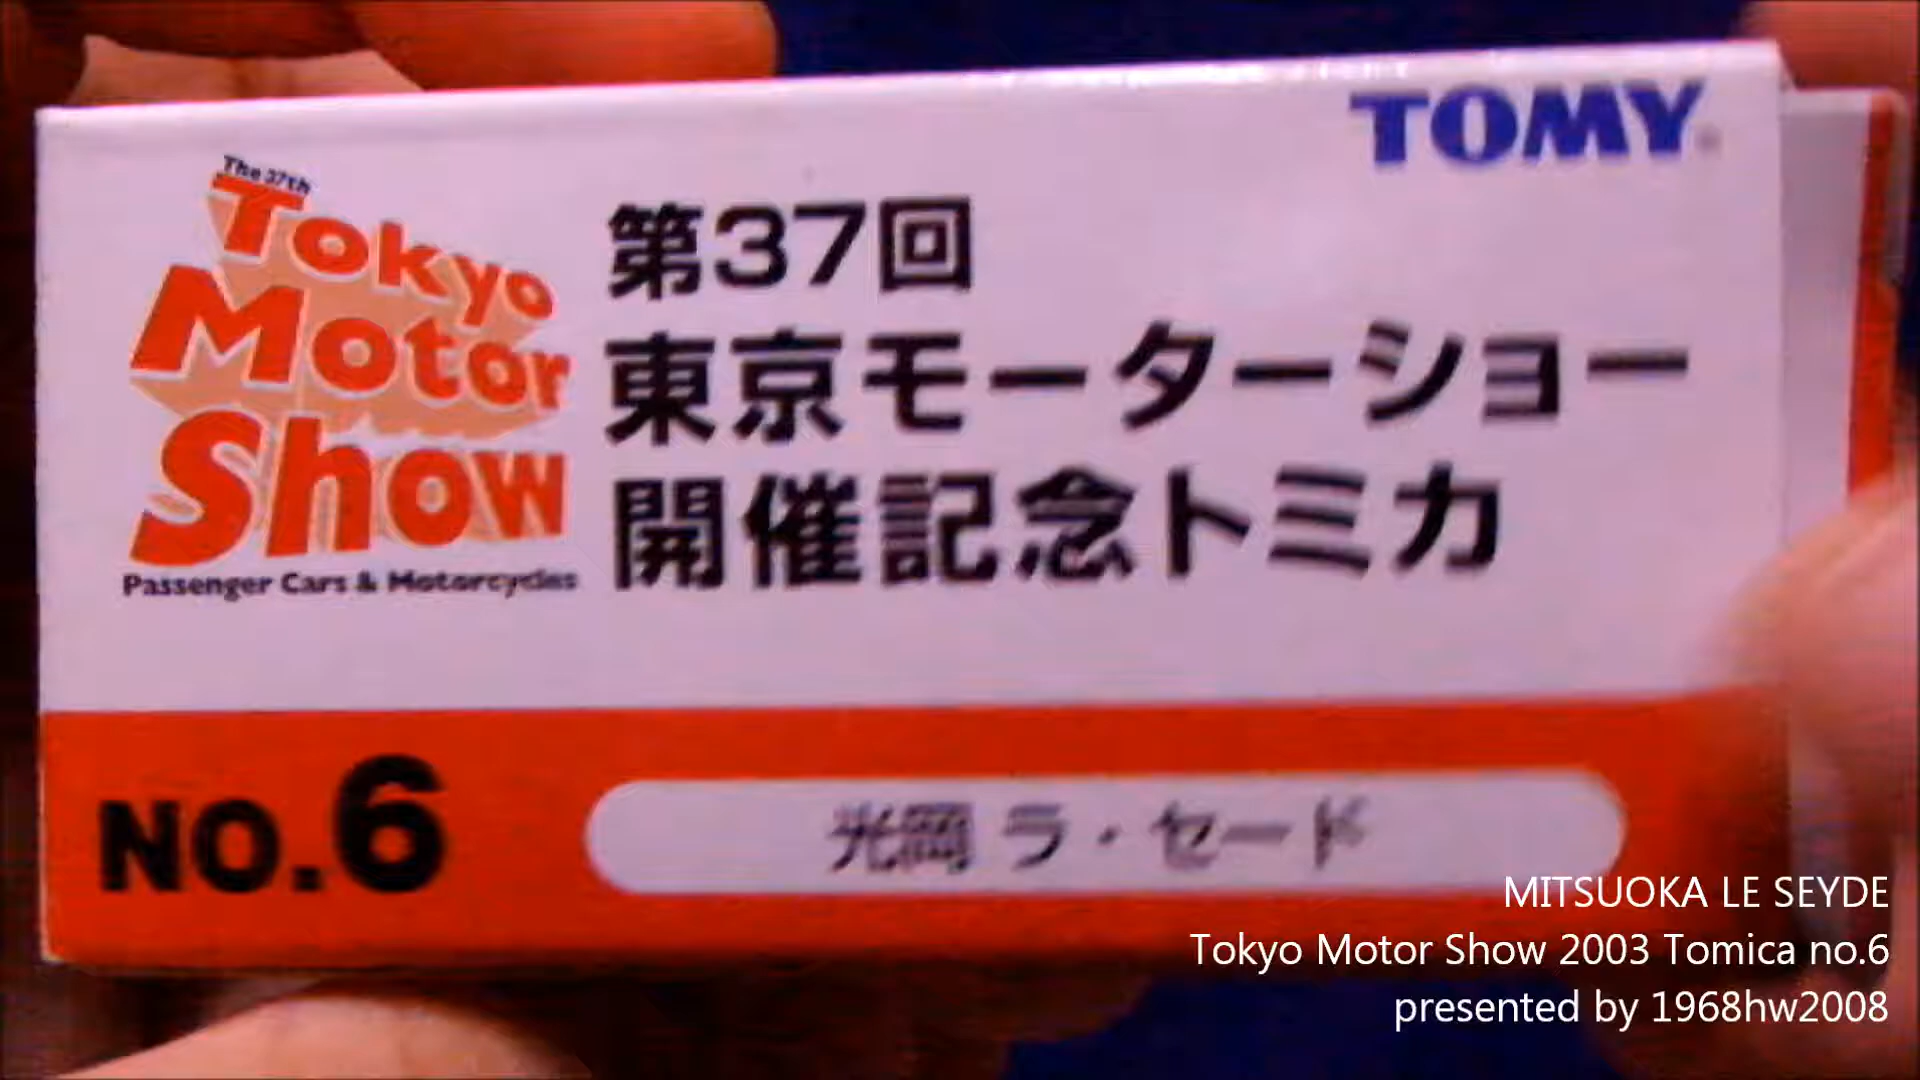 TOMY
The 37th
Tokyo
Motor
Show
Passenger Cars & Motorcycles
第37回
東京モーターショー
開催記念トミカ
NO.6
光岡 ラ・セード
MITSUOKA LE SEYDE
Tokyo Motor Show 2003 Tomica no.6
presented by 1968hw2008